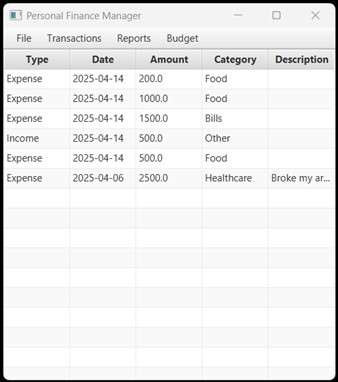 Personal Finance Manager
File Transactions Reports Budget
Type Date Amount Category Description
Expense 2025-04-14 200.0 Food
Expense 2025-04-14 1000.0 Food
Expense 2025-04-14 1500.0 Bills
Income 2025-04-14 500.0 Other
Expense 2025-04-14 500.0 Food
Expense 2025-04-06 2500.0 Healthcare Broke my ar...